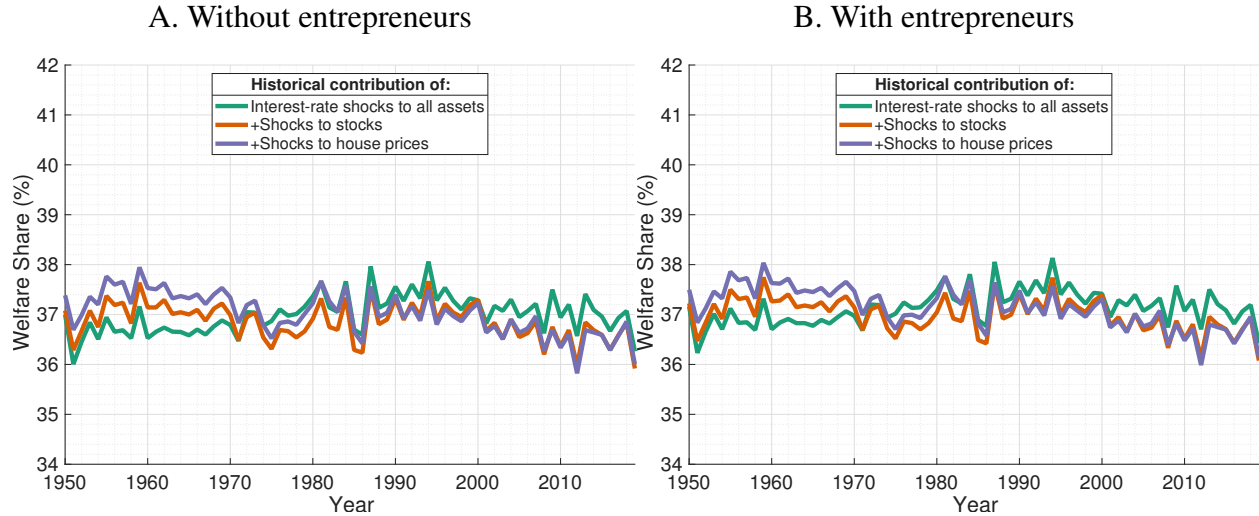 A. Without entrepreneurs
42
41
40
39
38
37
36
35
34
Welfare Share (%)
Historical contribution of:
Interest-rate shocks to all assets
+Shocks to stocks
+Shocks to house prices
1950 1960 1970 1980 1990 2000 2010
Year
B. With entrepreneurs
42
41
40
39
38
37
36
35
34
Welfare Share (%)
Historical contribution of:
Interest-rate shocks to all assets
+Shocks to stocks
+Shocks to house prices
1950 1960 1970 1980 1990 2000 2010
Year